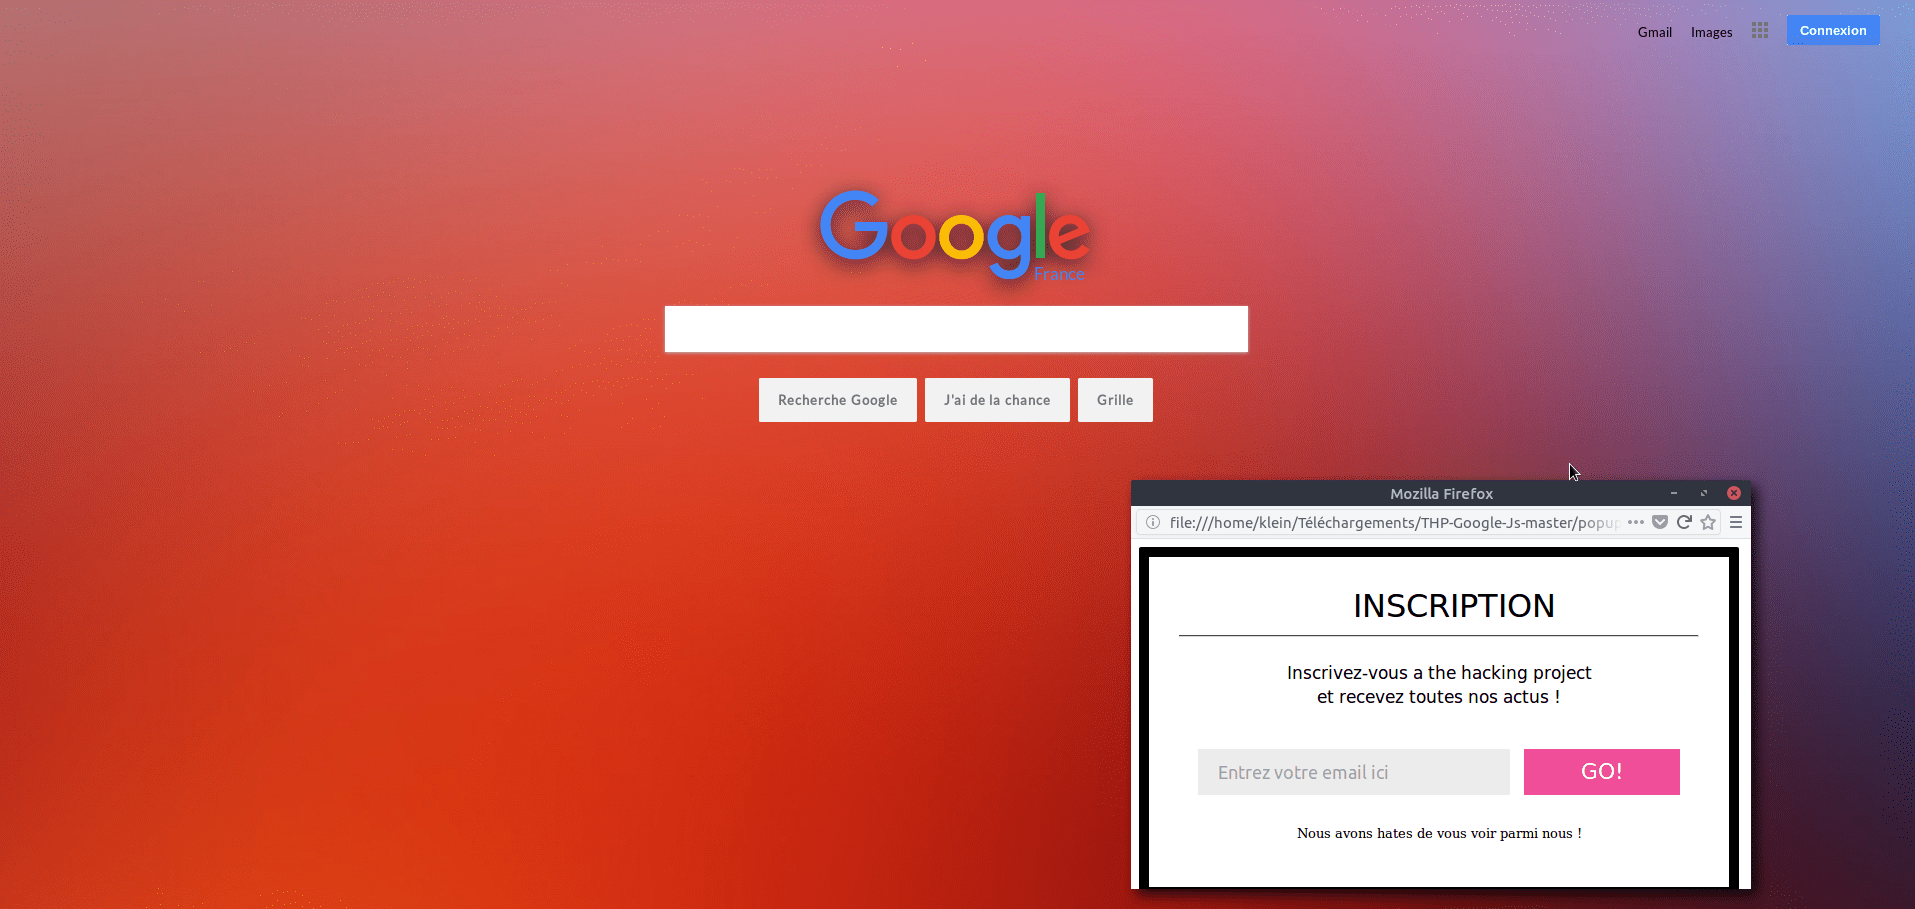 Gmail Images Connexion
Google
France
Recherche Google J'ai de la chance Grille
Mozilla Firefox
file:///home/klein/Téléchargements/THP-Google-Js-master/popup
INSCRIPTION
Inscrivez-vous a the hacking project
et recevez toutes nos actus !
Entrez votre email ici GO!
Nous avons hates de vous voir parmi nous !